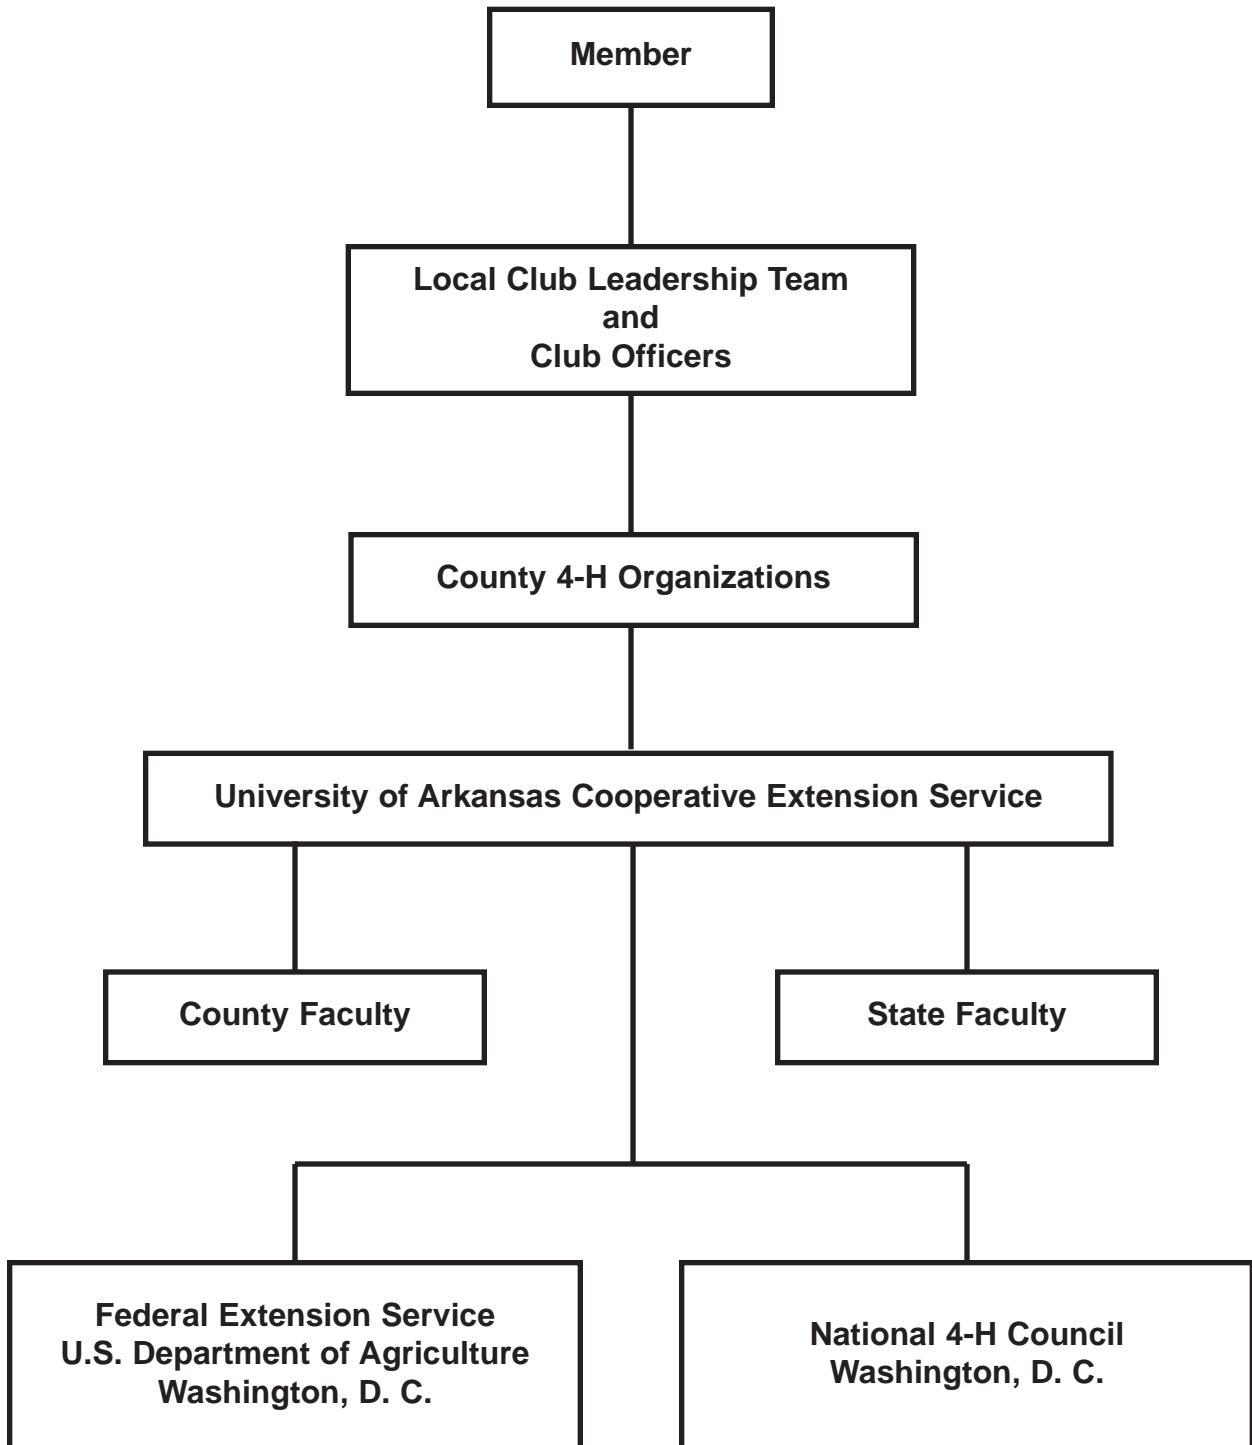 Member
Local Club Leadership Team
and
Club Officers
County 4-H Organizations
University of Arkansas Cooperative Extension Service
County Faculty
State Faculty
Federal Extension Service
U.S. Department of Agriculture
Washington, D. C.
National 4-H Council
Washington, D. C.